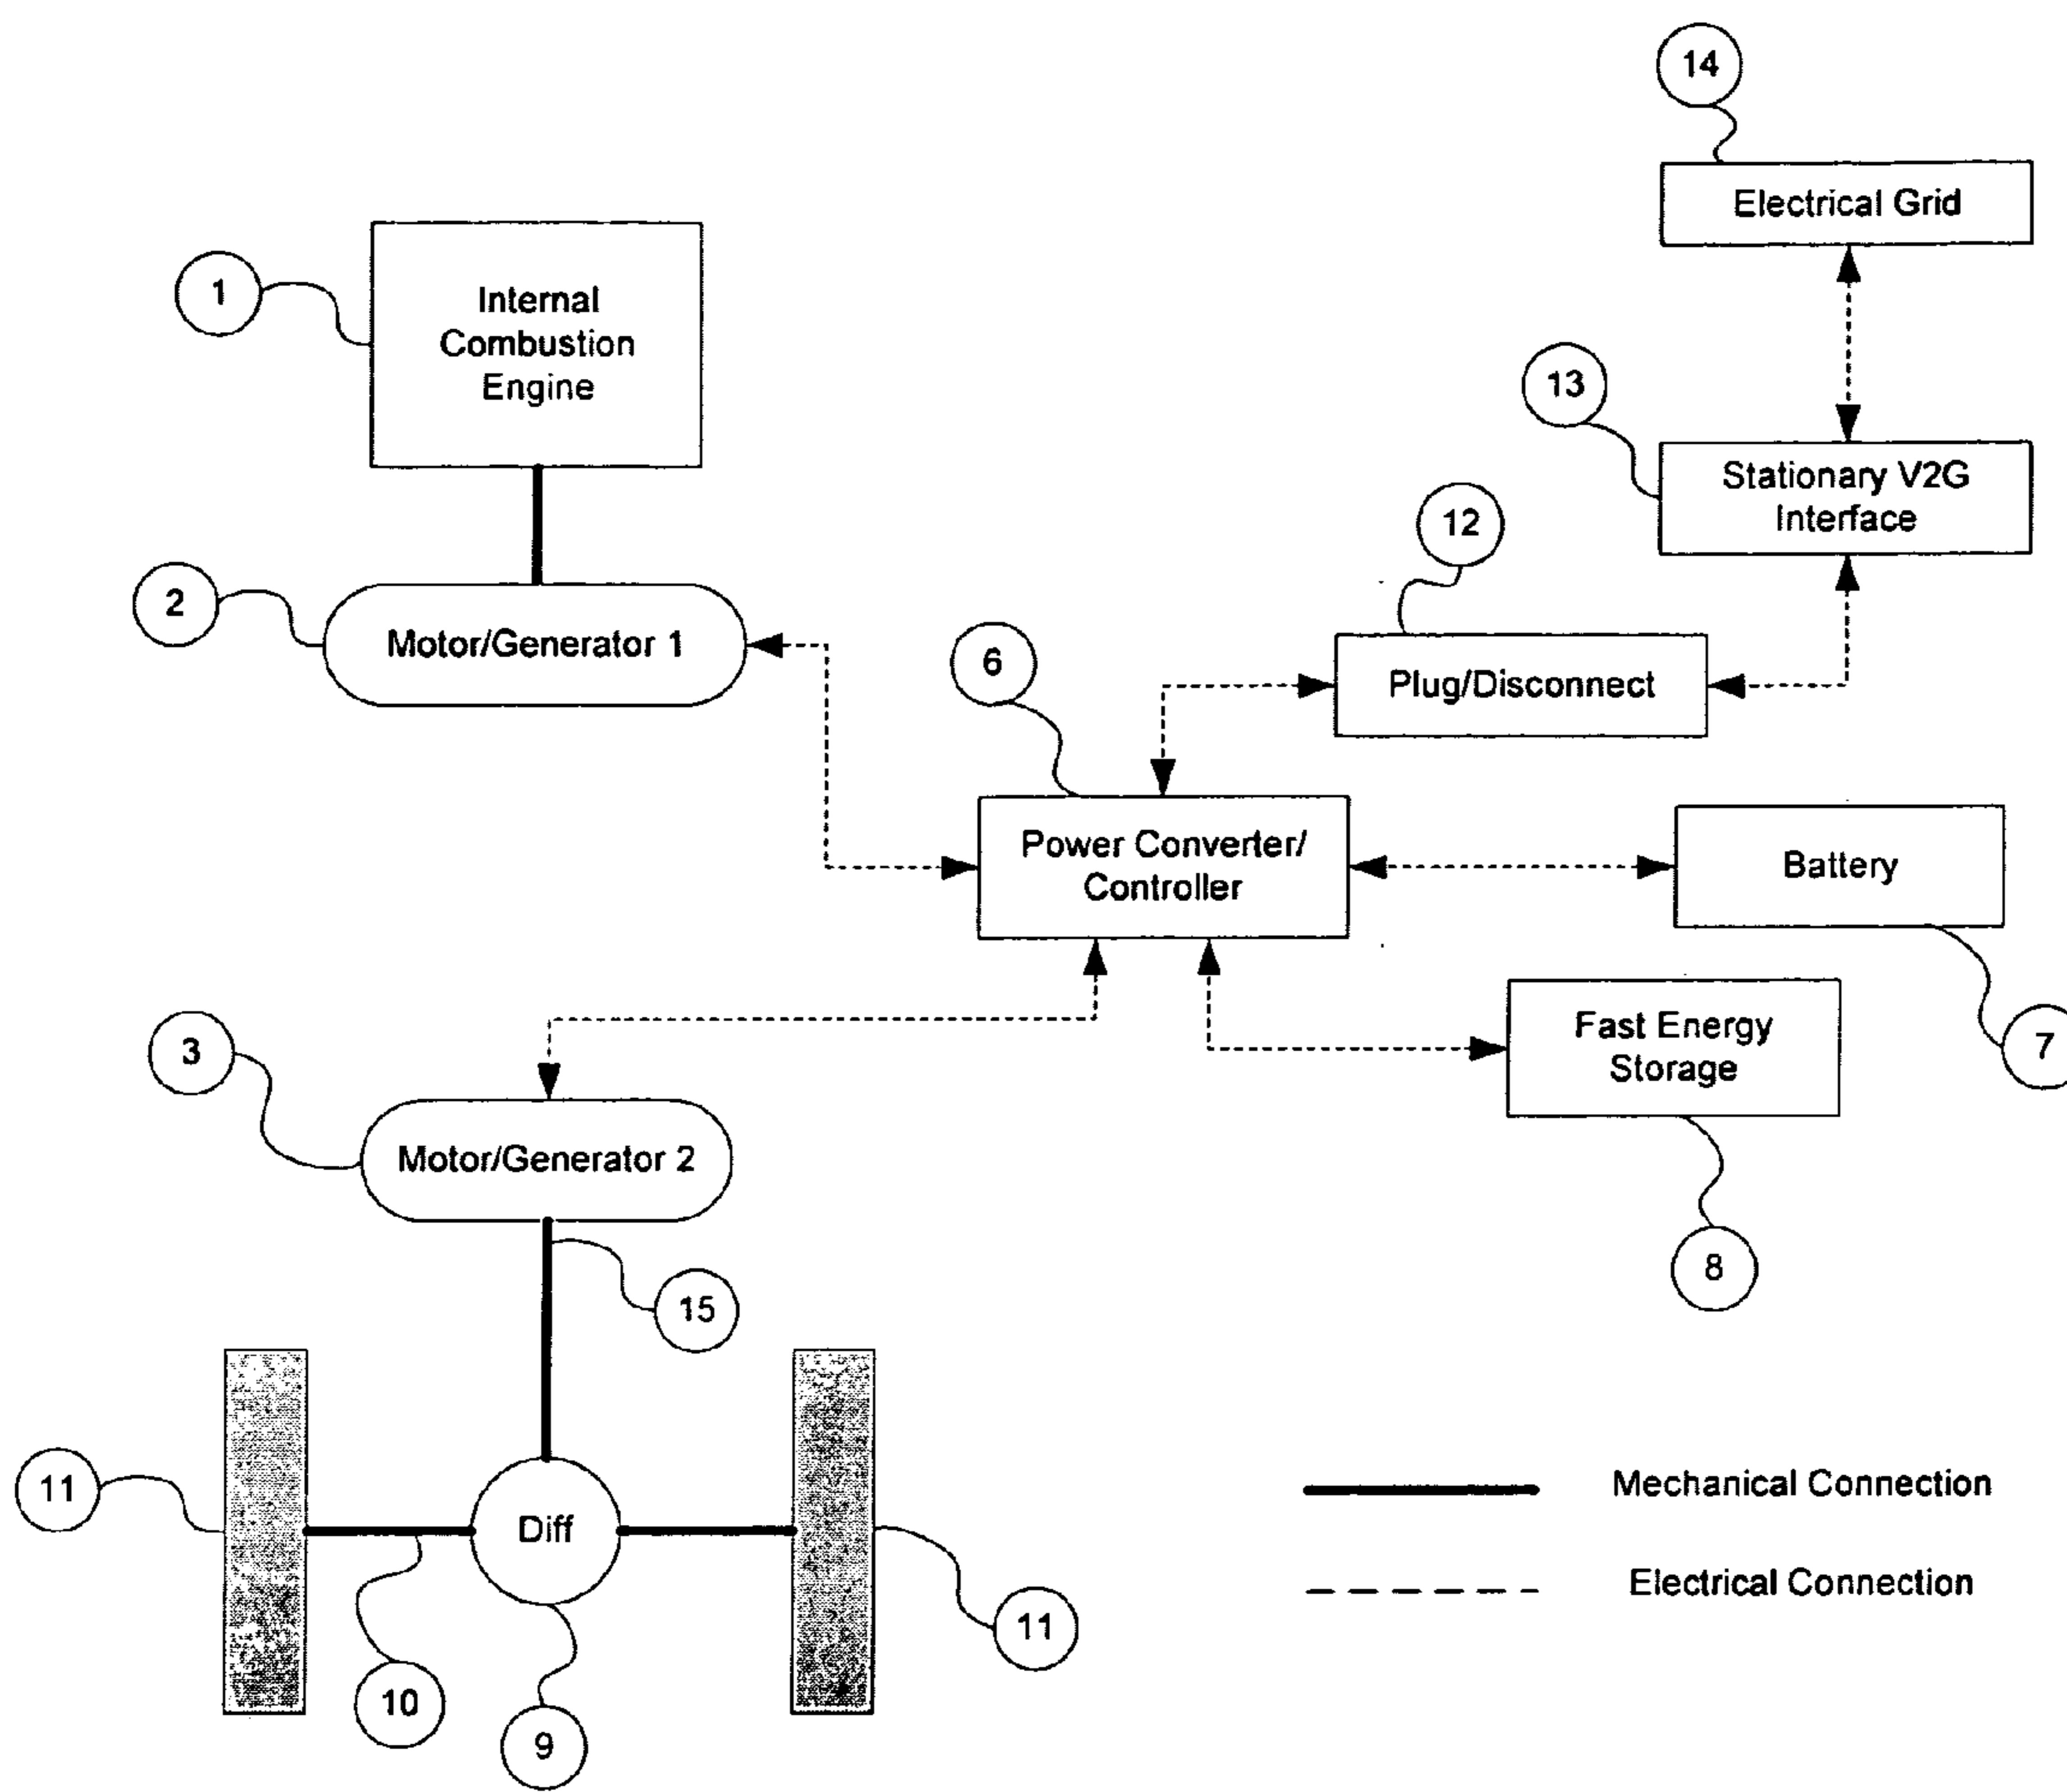 14
Electrical Grid
1
Internal
Combustion
Engine
13
Stationary V2G
Interface
12
2
Motor/Generator 1
6
Plug/Disconnect
Power Converter/
Controller
Battery
3
Fast Energy
Storage
7
Motor/Generator 2
8
15
11
Diff
Mechanical Connection
Electrical Connection
11
10
9